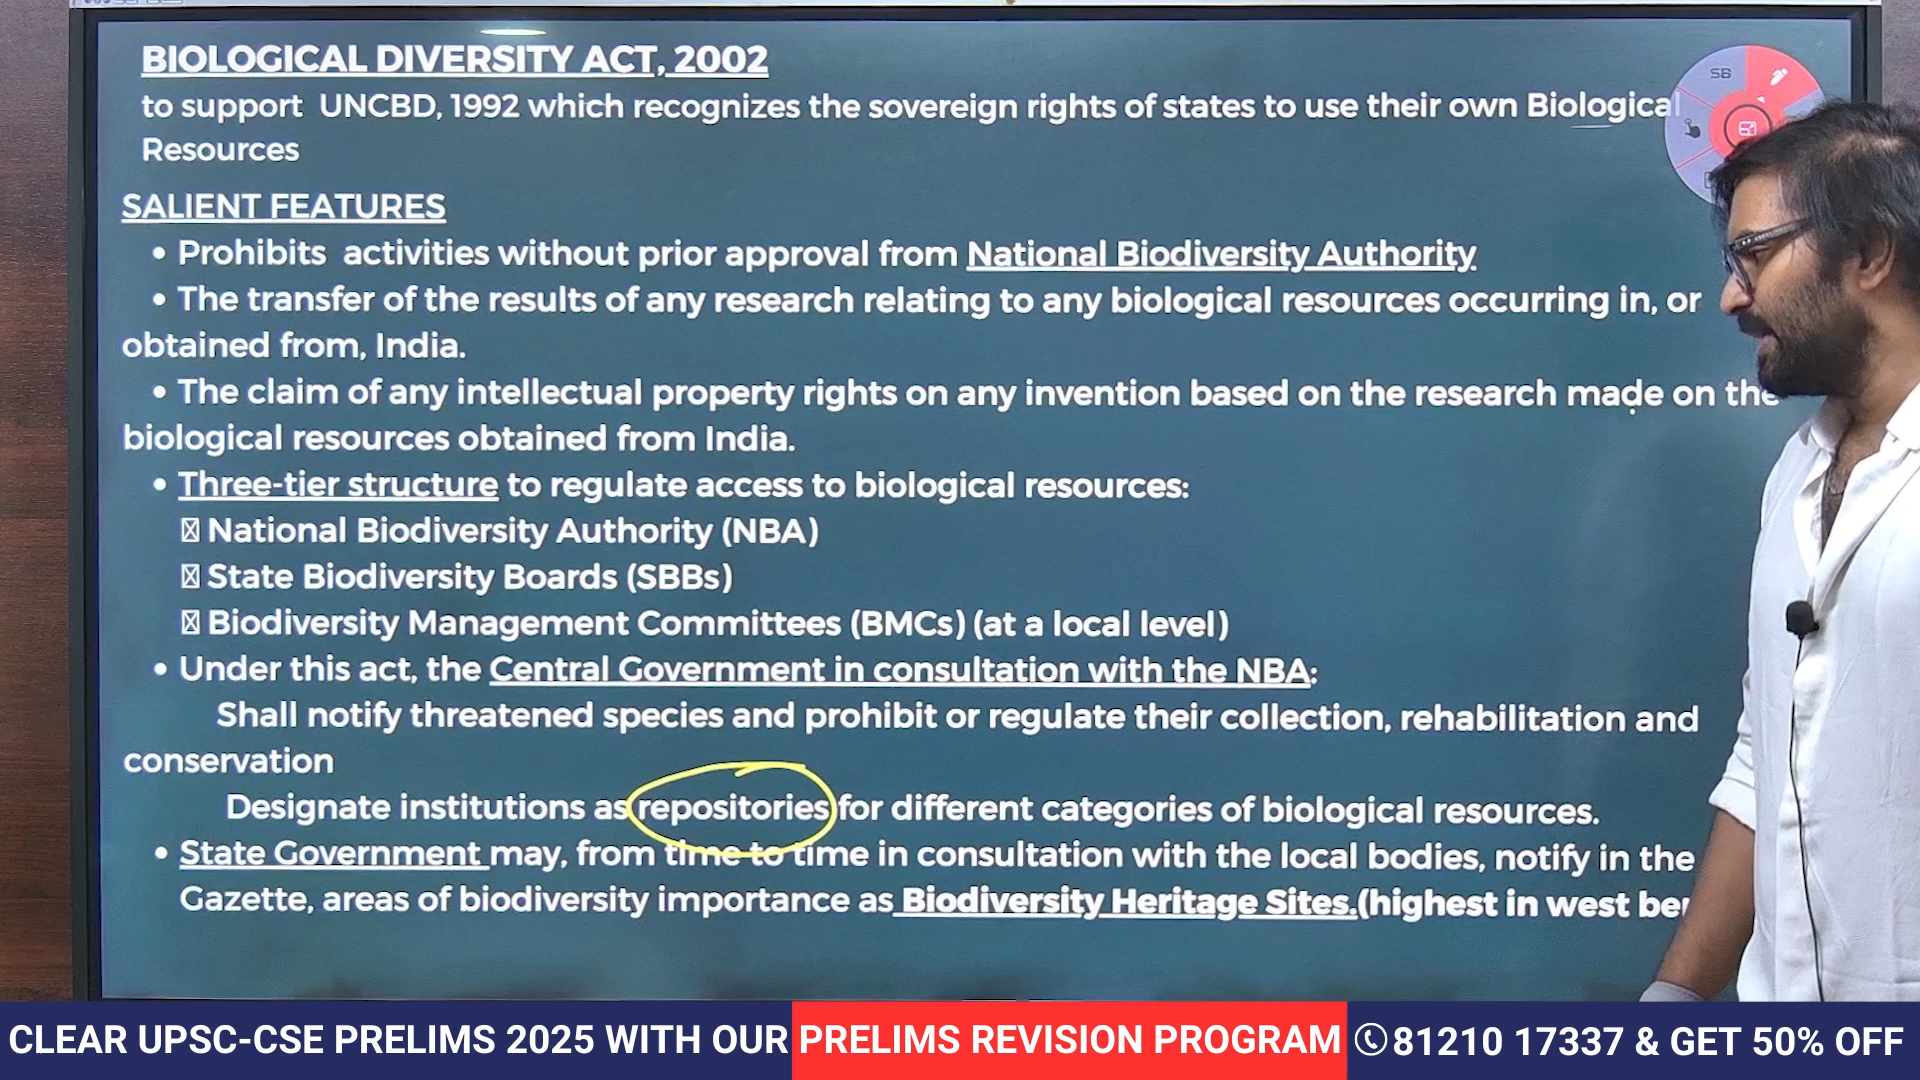 BIOLOGICAL DIVERSITY ACT, 2002
to support UNCBD, 1992 which recognizes the sovereign rights of states to use their own Biological
Resources
SALIENT FEATURES
• Prohibits activities without prior approval from National Biodiversity Authority
• The transfer of the results of any research relating to any biological resources occurring in, or
obtained from, India.
• The claim of any intellectual property rights on any invention based on the research made on the
biological resources obtained from India.
• Three-tier structure to regulate access to biological resources:
National Biodiversity Authority (NBA)
State Biodiversity Boards (SBBs)
Biodiversity Management Committees (BMCs) (at a local level)
• Under this act, the Central Government in consultation with the NBA:
Shall notify threatened species and prohibit or regulate their collection, rehabilitation and
conservation
Designate institutions as repositories for different categories of biological resources.
• State Government may, from time to time in consultation with the local bodies, notify in the
Gazette, areas of biodiversity importance as Biodiversity Heritage Sites.(highest in west
SB
CLEAR UPSC-CSE PRELIMS 2025 WITH OUR PRELIMS REVISION PROGRAM 81210 17337 & GET 50% OFF